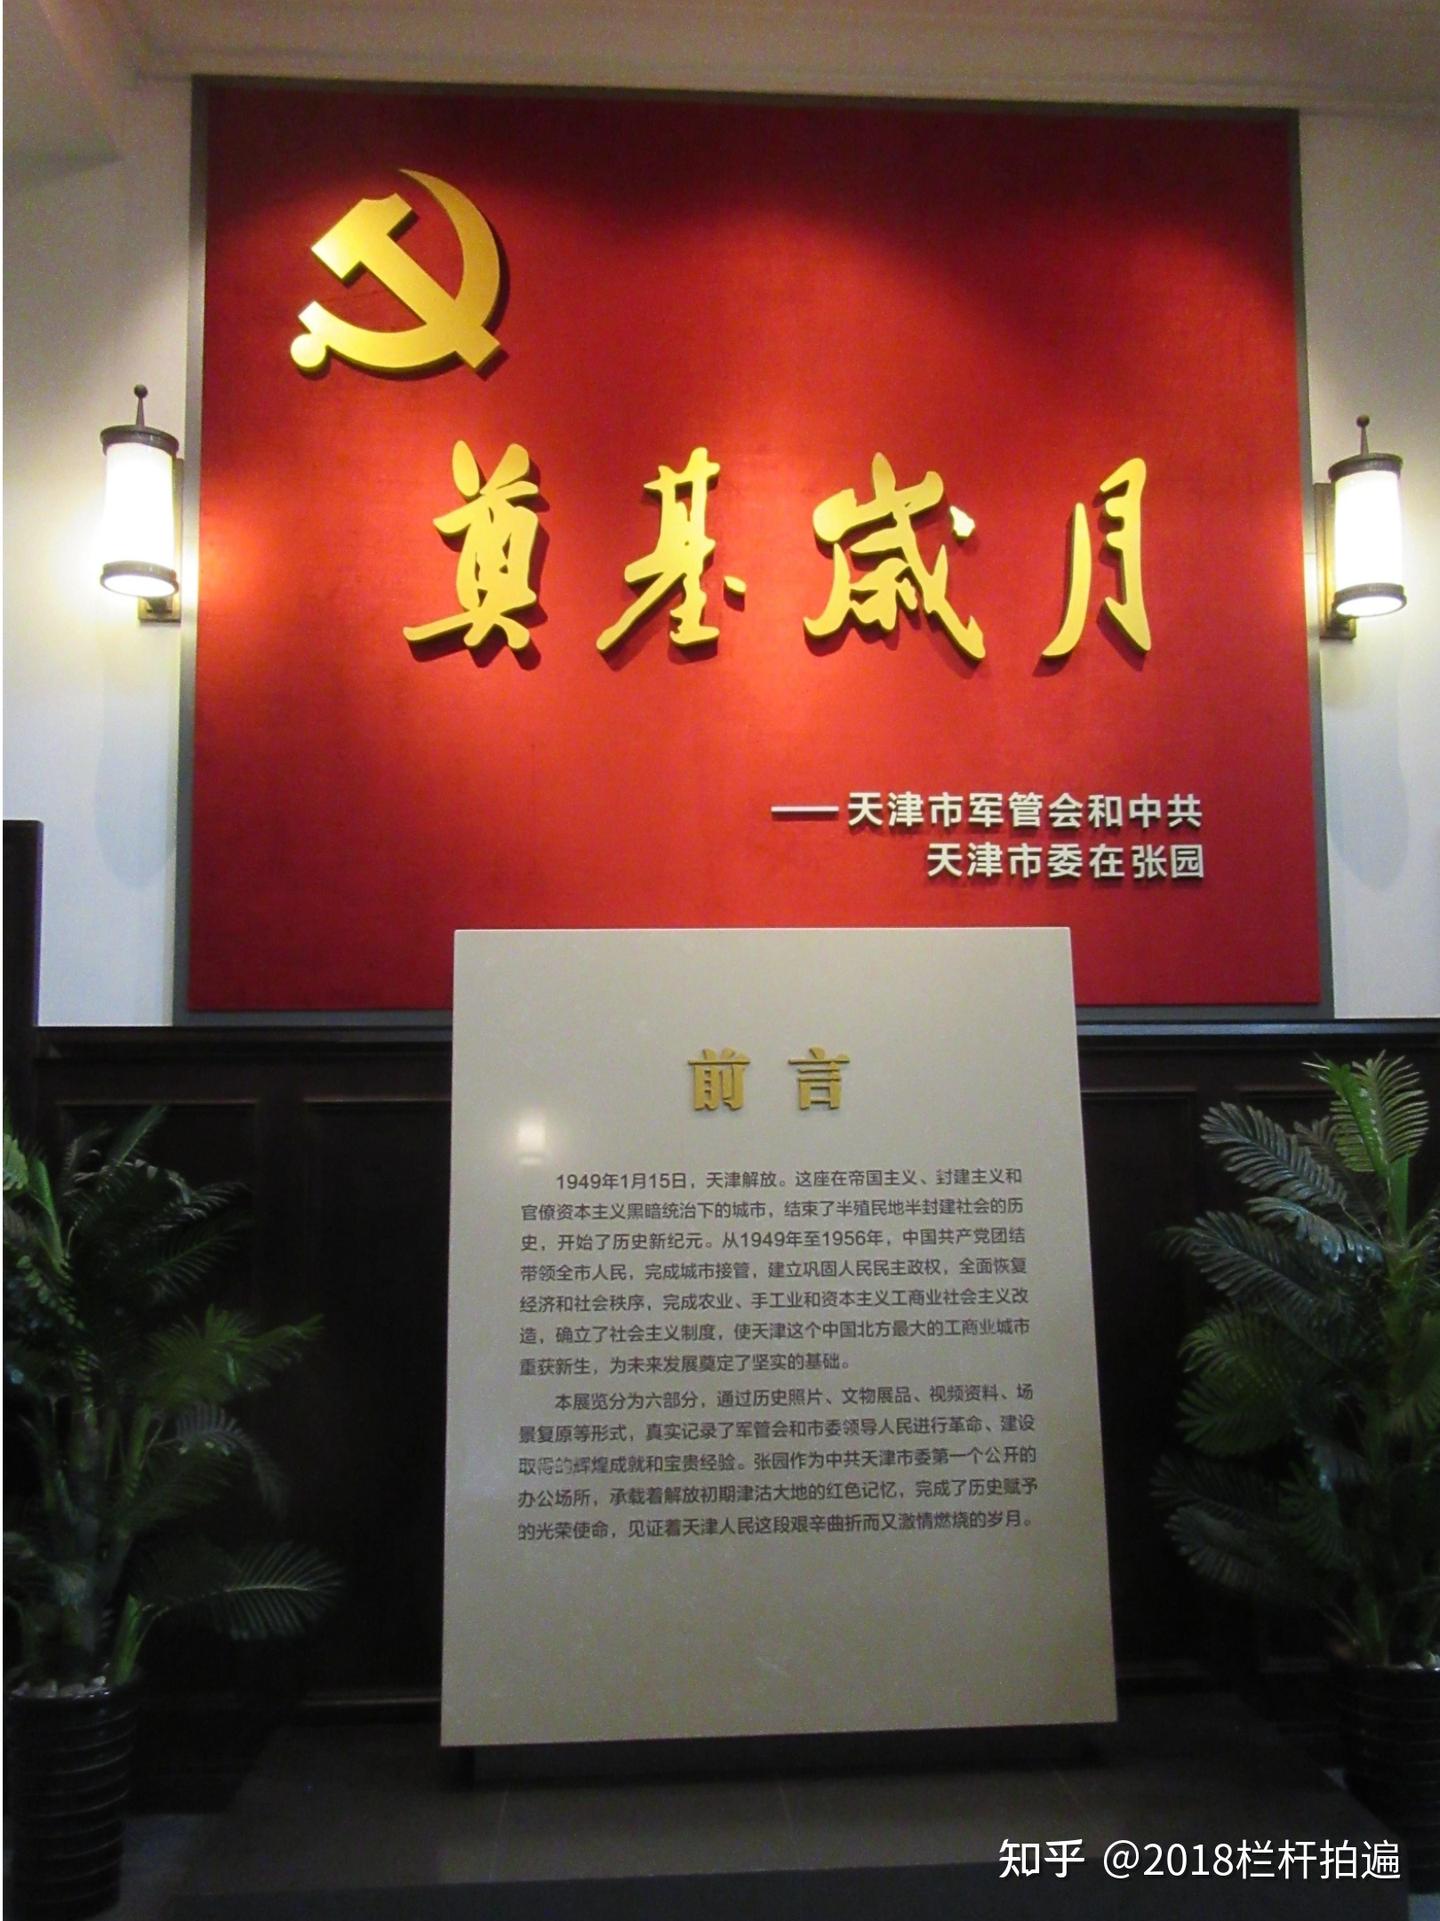 奠基岁月
——天津市军管会和中共
天津市委在张园
前言
1949年1月15日，天津解放。这座在帝国主义、封建主义和
官僚资本主义黑暗统治下的城市，结束了半殖民地半封建社会的历
史，开始了历史新纪元。从1949年至1956年，中国共产党团结
带领全市人民，完成城市接管，建立巩固人民民主政权，全面恢复
经济和社会秩序，完成农业、手工业和资本主义工商业社会主义改
造，确立了社会主义制度，使天津这个中国北方最大的工商业城市
重获新生，为未来发展奠定了坚实的基础。
本展览分为六部分，通过历史照片、文物展品、视频资料、场
景复原等形式，真实记录了军管会和市委领导人民进行革命、建设
取得的辉煌成就和宝贵经验。张园作为中共天津市委第一个公开的
办公场所，承载着解放初期津沽大地的红色记忆，完成了历史赋予
的光荣使命，见证着天津人民这段艰辛曲折而又激情燃烧的岁月。
知乎 @2018栏杆拍遍